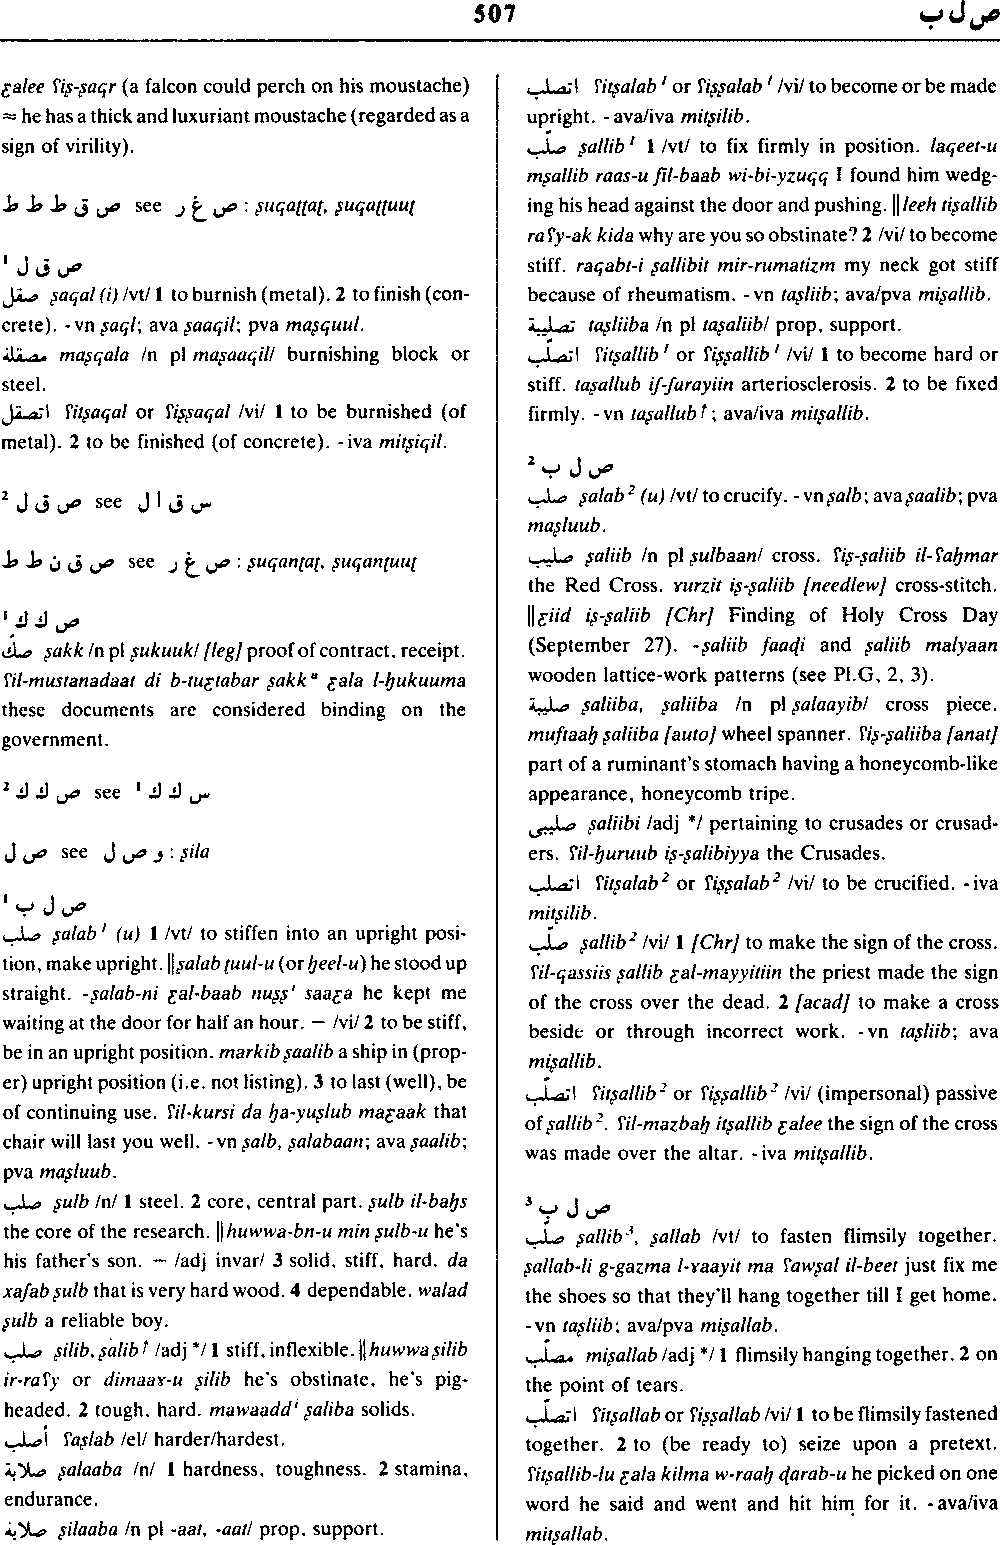 507
ص ل ب
ƹalee ʕiṣ-ṣaqr (a falcon could perch on his moustache)
≈ he has a thick and luxuriant moustache (regarded as a
sign of virility).
ص ق ط ط ط see ص غ ر : ṣuqaṭṭaṭ, ṣuqaṭṭuuṭ
ص ق ل ¹
صقل ṣaqal (i) /vt/ 1 to burnish (metal). 2 to finish (con-
crete). -vn ṣaql; ava ṣaaqil; pva maṣquul.
مصقلة maṣqala /n pl maṣaaqil/ burnishing block or
steel.
اتصقل ʕitṣaqal or ʕiṣṣaqal /vi/ 1 to be burnished (of
metal). 2 to be finished (of concrete). -iva mitṣiqil.
ص ق ل ² see س ق ا ل
ص ق ن ط ط see ص غ ر : ṣuqanṭaṭ, ṣuqanṭuuṭ
ص ك ك ¹
صكّ ṣakk /n pl ṣukuuk/ [leg] proof of contract, receipt.
ʕil-mustanadaat di b-tuƹtabar ṣakkᵃ ƹala l-ḥukuuma
these documents are considered binding on the
government.
ص ك ك ² see س ك ك ¹
ص ل see و ص ل : ṣila
ص ل ب ¹
صلب ṣalab¹ (u) 1 /vt/ to stiffen into an upright posi-
tion, make upright. ‖ṣalab ṭuul-u (or ḥeel-u) he stood up
straight. -ṣalab-ni ƹal-baab nuṣṣⁱ saaƹa he kept me
waiting at the door for half an hour. — /vi/ 2 to be stiff,
be in an upright position. markib ṣaalib a ship in (prop-
er) upright position (i.e. not listing). 3 to last (well), be
of continuing use. ʕil-kursi da ḥa-yuṣlub maƹaak that
chair will last you well. -vn ṣalb, ṣalabaan; ava ṣaalib;
pva maṣluub.
صلب ṣulb /n/ 1 steel. 2 core, central part. ṣulb il-baḥs
the core of the research. ‖huwwa-bn-u min ṣulb-u he's
his father's son. — /adj invar/ 3 solid, stiff, hard. da
xaʃab ṣulb that is very hard wood. 4 dependable. walad
ṣulb a reliable boy.
صلب ṣilib, ṣalib↑ /adj */ 1 stiff, inflexible. ‖huwwa ṣilib
ir-raʕy or dimaaɣ-u ṣilib he's obstinate, he's pig-
headed. 2 tough, hard. mawaaddⁱ ṣaliba solids.
أصلب ʕaṣlab /el/ harder/hardest.
صلابة ṣalaaba /n/ 1 hardness, toughness. 2 stamina,
endurance.
صلابة ṣilaaba /n pl -aat, -aat/ prop, support.
اتصلب ʕitṣalab¹ or ʕiṣṣalab¹ /vi/ to become or be made
upright. -ava/iva mitṣilib.
صلّب ṣallib¹ 1 /vt/ to fix firmly in position. laqeet-u
mṣallib raas-u fil-baab wi-bi-yzuqq I found him wedg-
ing his head against the door and pushing. ‖leeh tiṣallib
raʕy-ak kida why are you so obstinate? 2 /vi/ to become
stiff. raqabt-i ṣallibit mir-rumatizm my neck got stiff
because of rheumatism. -vn taṣliib; ava/pva miṣallib.
تصليبة taṣliiba /n pl taṣaliib/ prop, support.
اتصلّب ʕitṣallib¹ or ʕiṣṣallib¹ /vi/ 1 to become hard or
stiff. taṣallub iʃ-ʃarayiin arteriosclerosis. 2 to be fixed
firmly. -vn taṣallub↑; ava/iva mitṣallib.
ص ل ب ²
صلب ṣalab² (u) /vt/ to crucify. -vn ṣalb; ava ṣaalib; pva
maṣluub.
صليب ṣaliib /n pl ṣulbaan/ cross. ʕiṣ-ṣaliib il-ʕaḥmar
the Red Cross. ɣurzit iṣ-ṣaliib [needlew] cross-stitch.
‖ƹiid iṣ-ṣaliib [Chr] Finding of Holy Cross Day
(September 27). -ṣaliib faaḍi and ṣaliib malyaan
wooden lattice-work patterns (see Pl.G, 2, 3).
صليبة ṣaliiba, ṣaliiba /n pl ṣalaayib/ cross piece.
muftaaḥ ṣaliiba [auto] wheel spanner. ʕiṣ-ṣaliiba [anat]
part of a ruminant's stomach having a honeycomb-like
appearance, honeycomb tripe.
صليبى ṣaliibi /adj */ pertaining to crusades or crusad-
ers. ʕil-ḥuruub iṣ-ṣalibiyya the Crusades.
اتصلب ʕitṣalab² or ʕiṣṣalab² /vi/ to be crucified. -iva
mitṣilib.
صلّب ṣallib² /vi/ 1 [Chr] to make the sign of the cross.
ʕil-qassiis ṣallib ƹal-mayyitiin the priest made the sign
of the cross over the dead. 2 [acad] to make a cross
beside or through incorrect work. -vn taṣliib; ava
miṣallib.
اتصلّب ʕitṣallib² or ʕiṣṣallib² /vi/ (impersonal) passive
of ṣallib². ʕil-mazbaḥ itṣallib ƹalee the sign of the cross
was made over the altar. -iva mitṣallib.
ص ل ب ³
صلّب ṣallib³, ṣallab /vt/ to fasten flimsily together.
ṣallab-li g-gazma l-ɣaayit ma ʕawṣal il-beet just fix me
the shoes so that they'll hang together till I get home.
-vn taṣliib; ava/pva miṣallab.
مصلّب miṣallab /adj */ 1 flimsily hanging together. 2 on
the point of tears.
اتصلّب ʕitṣallab or ʕiṣṣallab /vi/ 1 to be flimsily fastened
together. 2 to (be ready to) seize upon a pretext.
ʕitṣallib-lu ƹala kilma w-raaḥ ḍarab-u he picked on one
word he said and went and hit him for it. -ava/iva
mitṣallab.